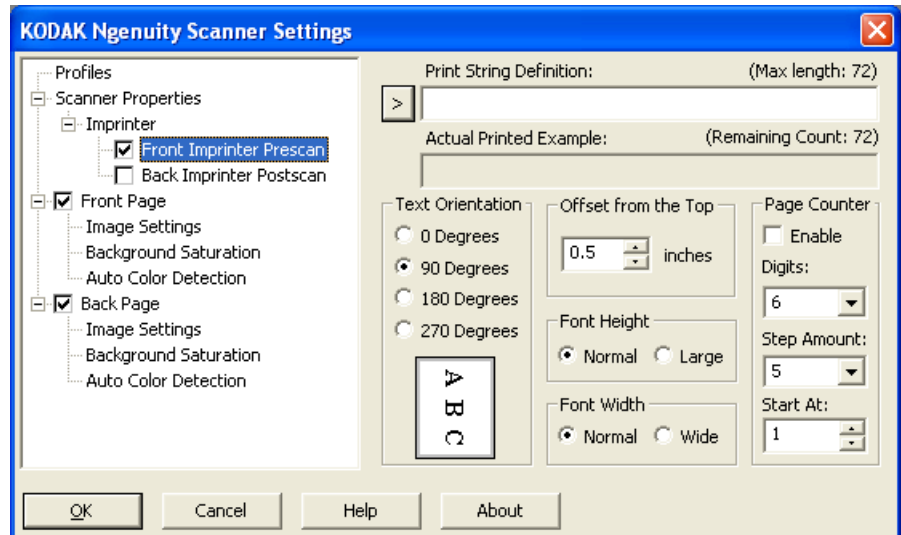 KODAK Ngenuity Scanner Settings
Profiles
Scanner Properties
Imprinter
Front Imprinter Prescan
Back Imprinter Postscan
Front Page
Image Settings
Background Saturation
Auto Color Detection
Back Page
Image Settings
Background Saturation
Auto Color Detection
Print String Definition: (Max length: 72)
>
Actual Printed Example: (Remaining Count: 72)
Text Orientation
0 Degrees
90 Degrees
180 Degrees
270 Degrees
A B C
Offset from the Top
0.5 inches
Font Height
Normal Large
Font Width
Normal Wide
Page Counter
Enable
Digits:
6
Step Amount:
5
Start At:
1
OK Cancel Help About